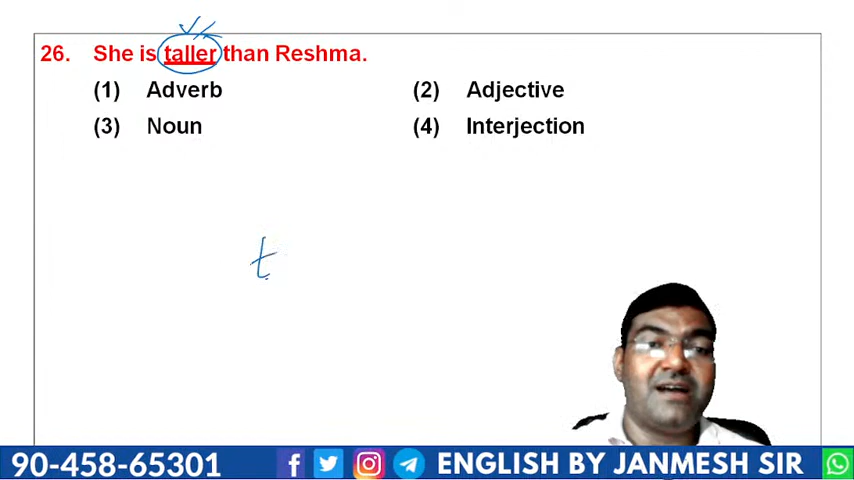 26. She is taller than Reshma.
(1) Adverb (2) Adjective
(3) Noun (4) Interjection
t
90-458-65301 ENGLISH BY JANMESH SIR